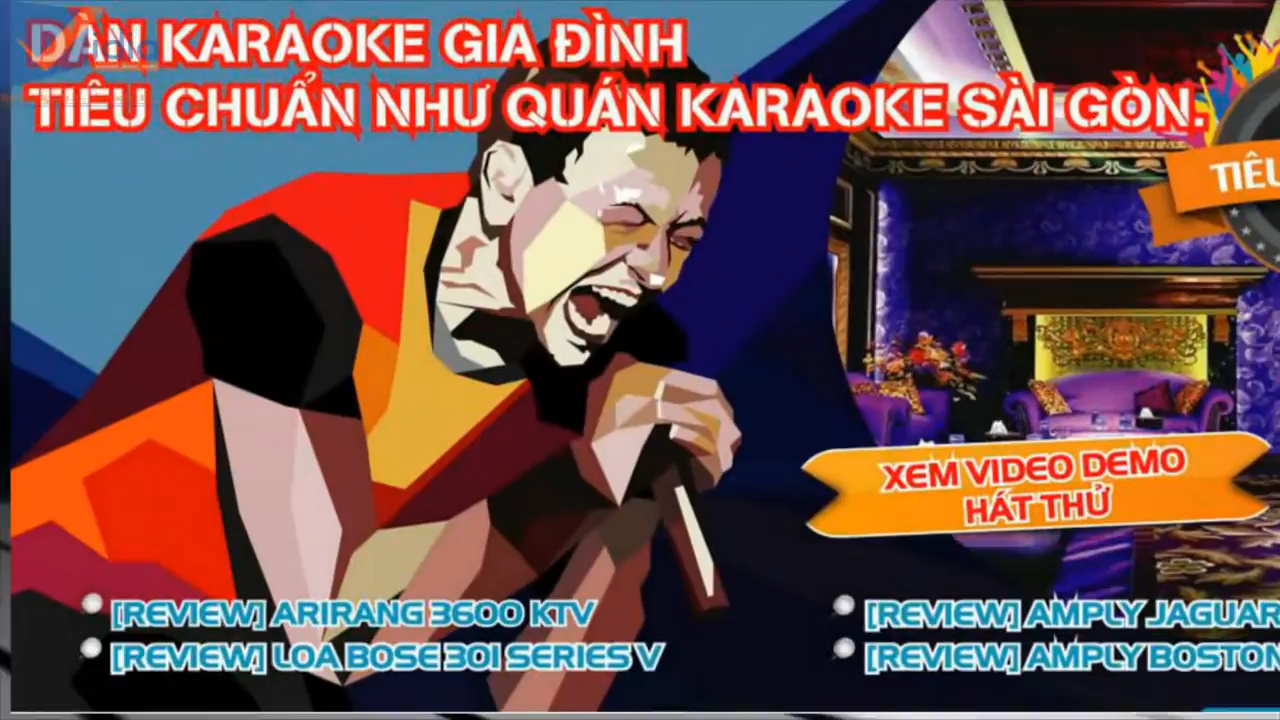 DÀN KARAOKE GIA ĐÌNH
TIÊU CHUẨN NHƯ QUÁN KARAOKE SÀI GÒN.
TIÊU
XEM VIDEO DEMO
HÁT THỬ
[REVIEW] ARIRANG 3600 KTV
[REVIEW] LOA BOSE 301 SERIES V
[REVIEW] AMPLY JAGUAR
[REVIEW] AMPLY BOSTON